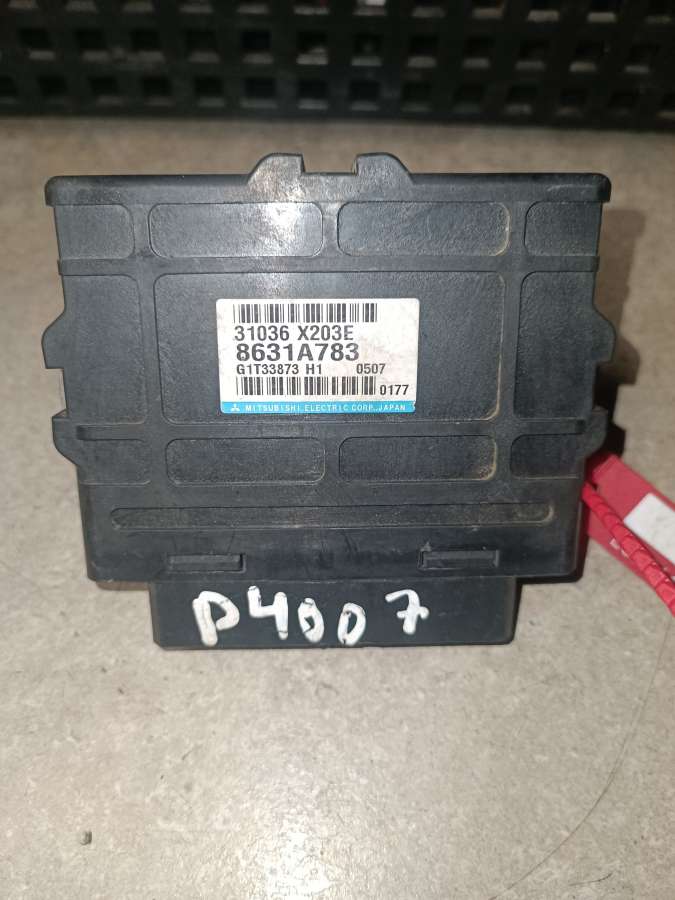 31036 X203E
8631A783
G1T33873 H1 0507
0177
MITSUBISHI ELECTRIC CORP., JAPAN
P4007